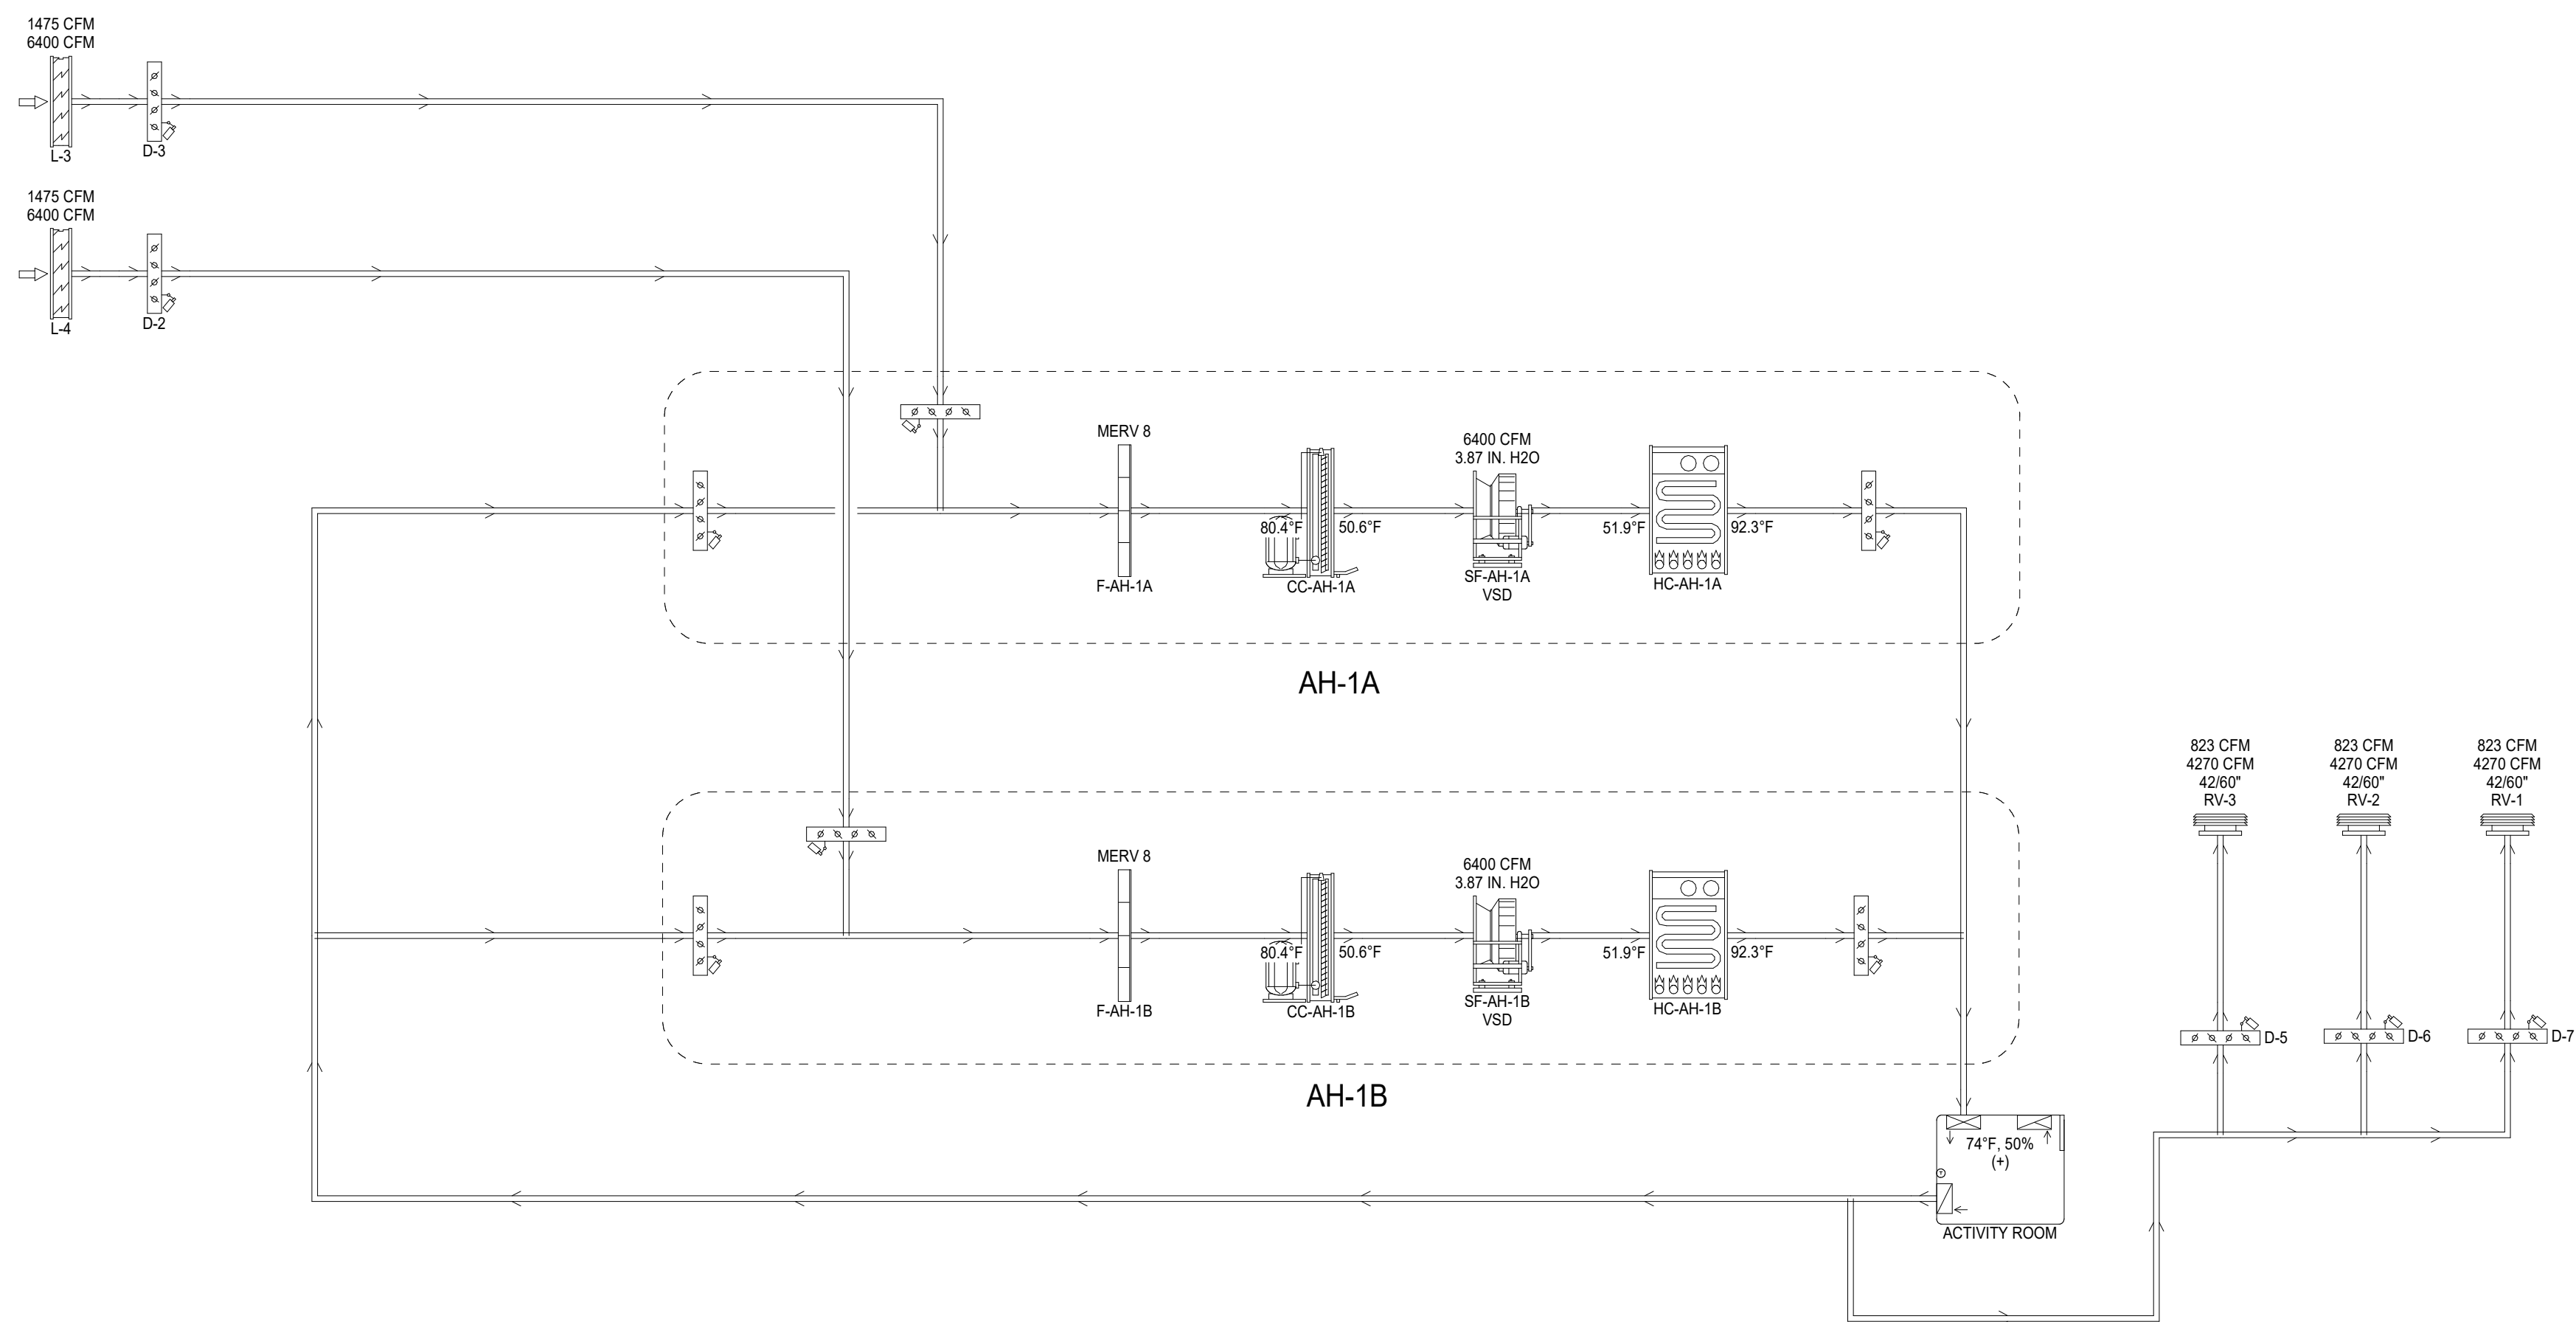 1475 CFM
6400 CFM
L-3
D-3
1475 CFM
6400 CFM
L-4
D-2
MERV 8
F-AH-1A
80.4°F
50.6°F
CC-AH-1A
6400 CFM
3.87 IN. H2O
SF-AH-1A
VSD
51.9°F
92.3°F
HC-AH-1A
AH-1A
MERV 8
F-AH-1B
80.4°F
50.6°F
CC-AH-1B
6400 CFM
3.87 IN. H2O
SF-AH-1B
VSD
51.9°F
92.3°F
HC-AH-1B
AH-1B
823 CFM
4270 CFM
42/60"
RV-3
823 CFM
4270 CFM
42/60"
RV-2
823 CFM
4270 CFM
42/60"
RV-1
D-5
D-6
D-7
74°F, 50%
(+)
T
ACTIVITY ROOM